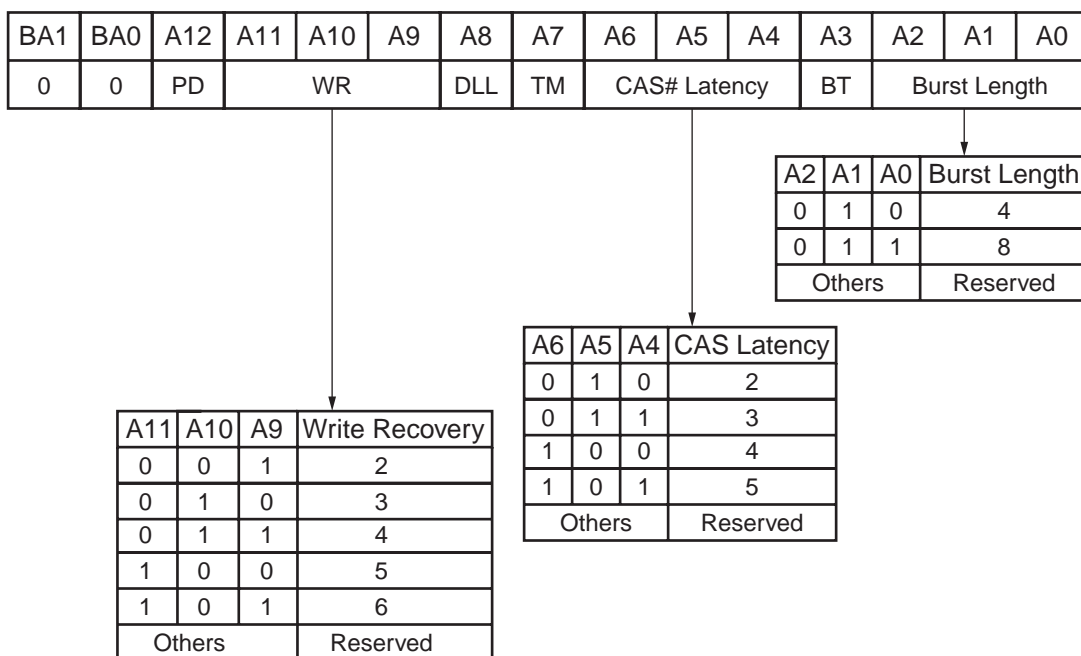 BA1 BA0 A12 A11 A10 A9 A8 A7 A6 A5 A4 A3 A2 A1 A0
0 0 PD WR DLL TM CAS# Latency BT Burst Length
A2 A1 A0 Burst Length
0 1 0 4
0 1 1 8
Others Reserved
A6 A5 A4 CAS Latency
0 1 0 2
0 1 1 3
1 0 0 4
1 0 1 5
Others Reserved
A11 A10 A9 Write Recovery
0 0 1 2
0 1 0 3
0 1 1 4
1 0 0 5
1 0 1 6
Others Reserved